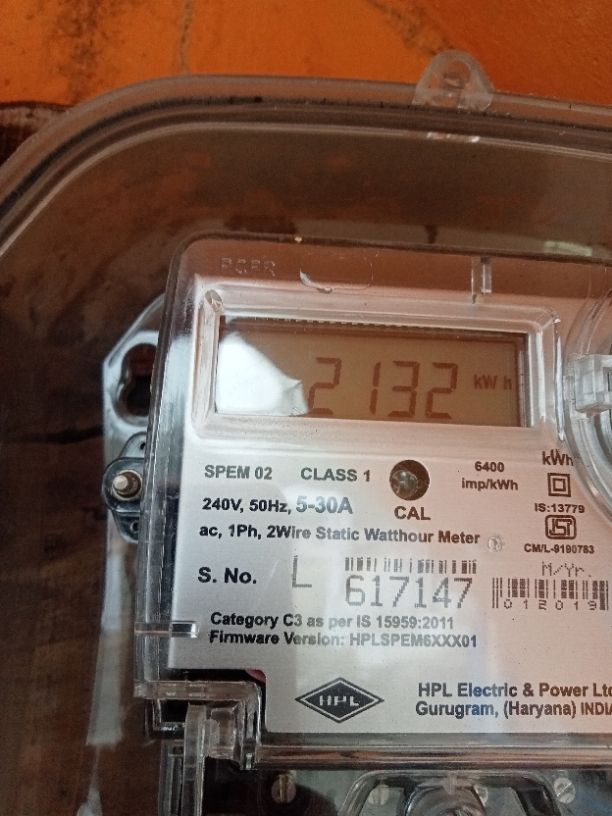 2132 kWh
SPEM 02 CLASS 1
6400
imp/kWh
kWh
240V, 50Hz, 5-30A
CAL
IS:13779
ac, 1Ph, 2Wire Static Watthour Meter
CM/L-9190783
M/Yr.
S. No. L 617147
012019
Category C3 as per IS 15959:2011
Firmware Version: HPLSPEM6XXX01
HPL
HPL Electric & Power Ltd
Gurugram, (Haryana) INDIA